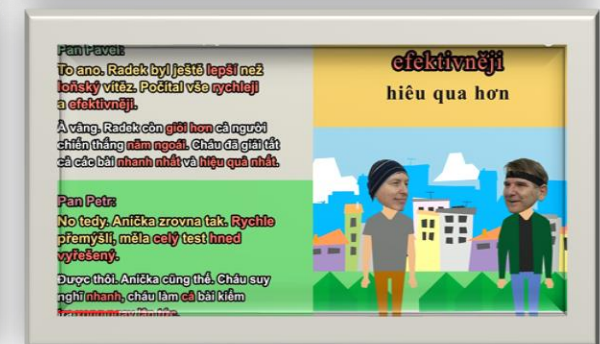 Pan Pavel:
To ano. Radek byl ještě lepší než
loňský vítěz. Počítal vše rychleji
a efektivněji.
À vâng. Radek còn giỏi hơn cả người
chiến thắng năm ngoái. Cháu đã giải tất
cả các bài nhanh nhất và hiệu quả nhất.
Pan Petr:
No tedy. Anička zrovna tak. Rychle
přemýšlí, měla celý test hned
vyřešený.
Được thôi. Anička cũng thế. Cháu suy
nghĩ nhanh, cháu làm cả bài kiểm
efektivněji
hiêu qua hơn